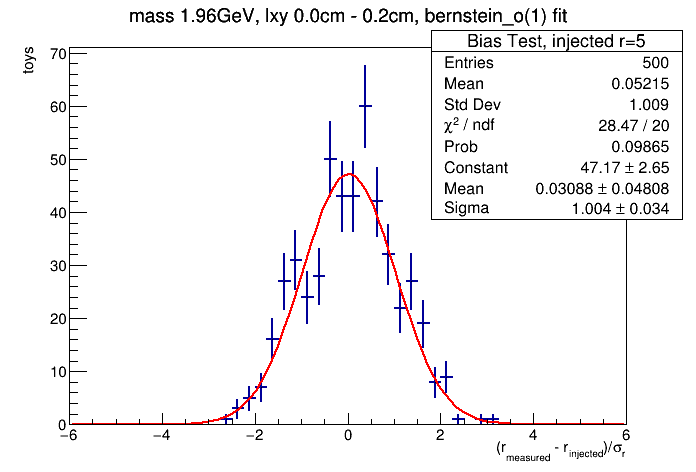 mass 1.96GeV, lxy 0.0cm - 0.2cm, bernstein_o(1) fit
Bias Test, injected r=5
Entries 500
Mean 0.05215
Std Dev 1.009
χ² / ndf 28.47 / 20
Prob 0.09865
Constant 47.17 ± 2.65
Mean 0.03088 ± 0.04808
Sigma 1.004 ± 0.034
toys
70
60
50
40
30
20
10
0
−6 −4 −2 0 2 4 6
(r_measured - r_injected)/σ_r